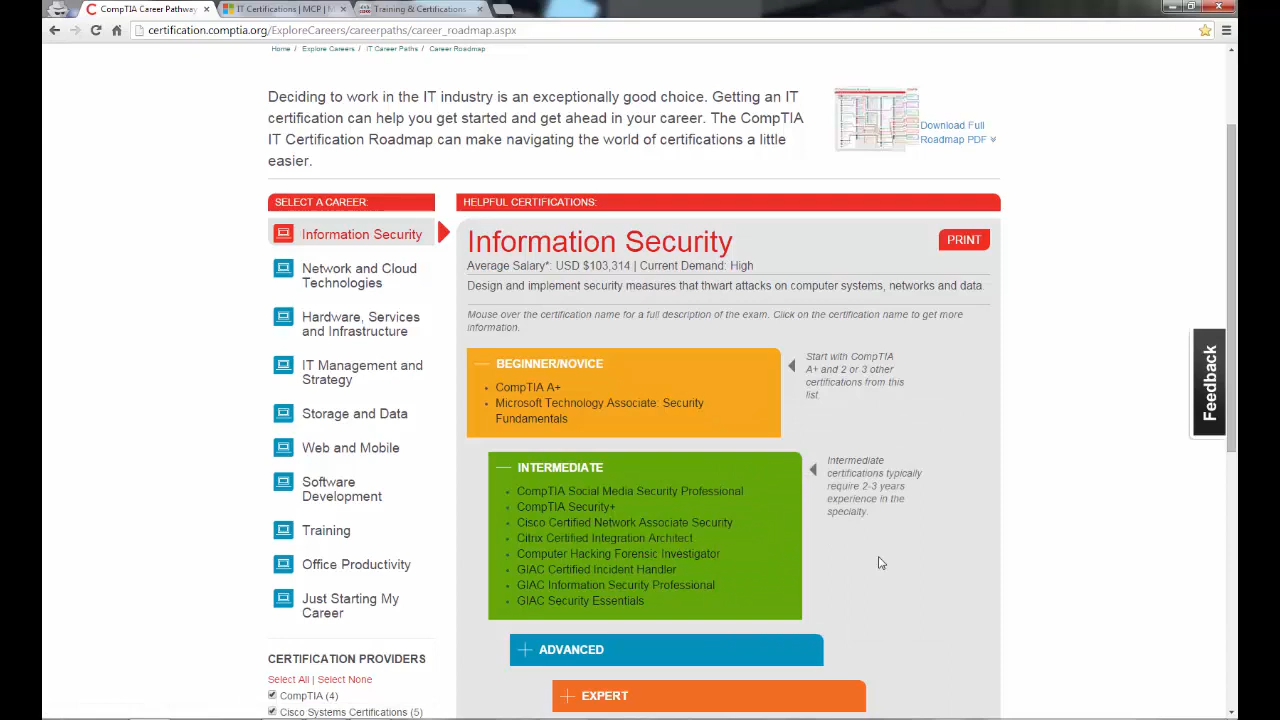 CompTIA Career Pathway
IT Certifications | MCP | M
Training & Certifications
certification.comptia.org/ExploreCareers/careerpaths/career_roadmap.aspx
Home / Explore Careers / IT Career Paths / Career Roadmap
Deciding to work in the IT industry is an exceptionally good choice. Getting an IT
certification can help you get started and get ahead in your career. The CompTIA
IT Certification Roadmap can make navigating the world of certifications a little
easier.
Download Full
Roadmap PDF
SELECT A CAREER:
Information Security
Network and Cloud
Technologies
Hardware, Services
and Infrastructure
IT Management and
Strategy
Storage and Data
Web and Mobile
Software
Development
Training
Office Productivity
Just Starting My
Career
CERTIFICATION PROVIDERS
Select All | Select None
CompTIA (4)
Cisco Systems Certifications (5)
HELPFUL CERTIFICATIONS:
Information Security
PRINT
Average Salary*: USD $103,314 | Current Demand: High
Design and implement security measures that thwart attacks on computer systems, networks and data.
Mouse over the certification name for a full description of the exam. Click on the certification name to get more
information.
BEGINNER/NOVICE
CompTIA A+
Microsoft Technology Associate: Security
Fundamentals
Start with CompTIA
A+ and 2 or 3 other
certifications from this
list.
INTERMEDIATE
CompTIA Social Media Security Professional
CompTIA Security+
Cisco Certified Network Associate Security
Citrix Certified Integration Architect
Computer Hacking Forensic Investigator
GIAC Certified Incident Handler
GIAC Information Security Professional
GIAC Security Essentials
Intermediate
certifications typically
require 2-3 years
experience in the
specialty.
ADVANCED
EXPERT
Feedback